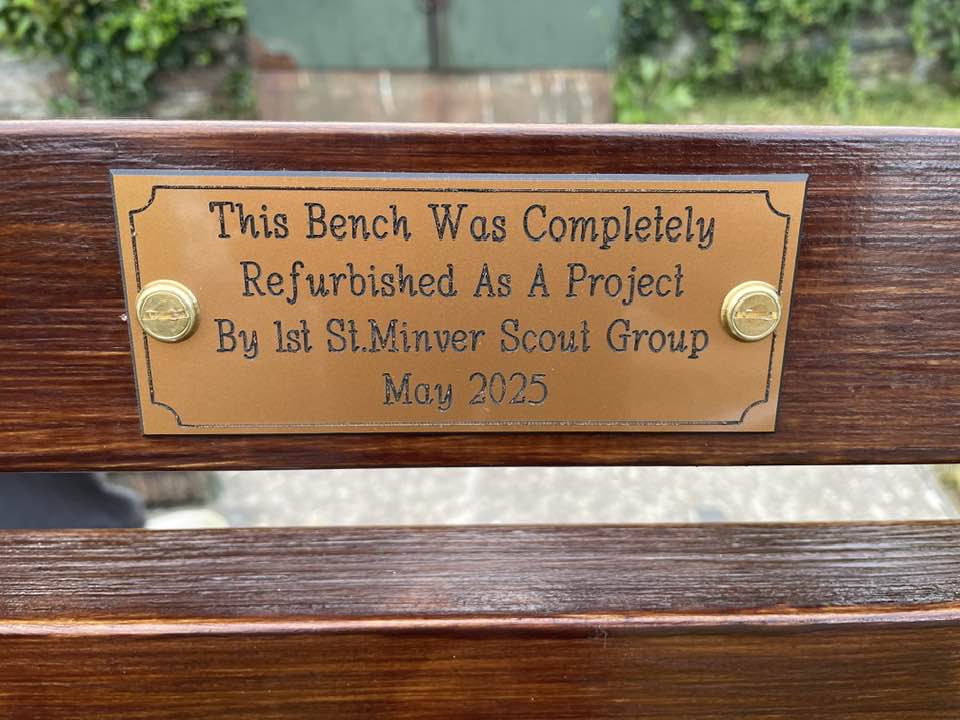 This Bench Was Completely
Refurbished As A Project
By 1st St.Minver Scout Group
May 2025